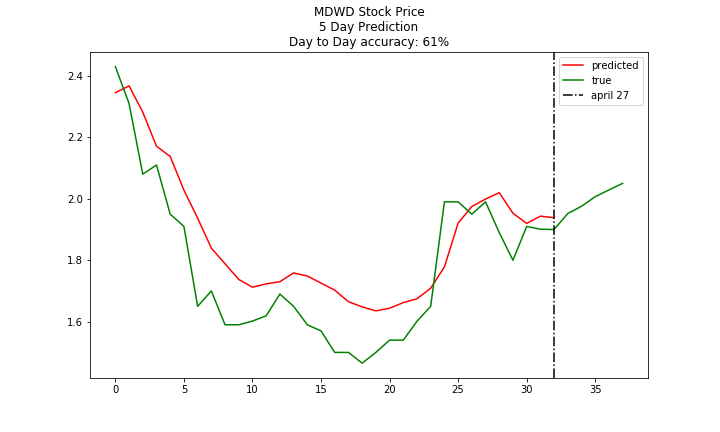 MDWD Stock Price
5 Day Prediction
Day to Day accuracy: 61%
predicted
true
april 27
2.4
2.2
2.0
1.8
1.6
0 5 10 15 20 25 30 35